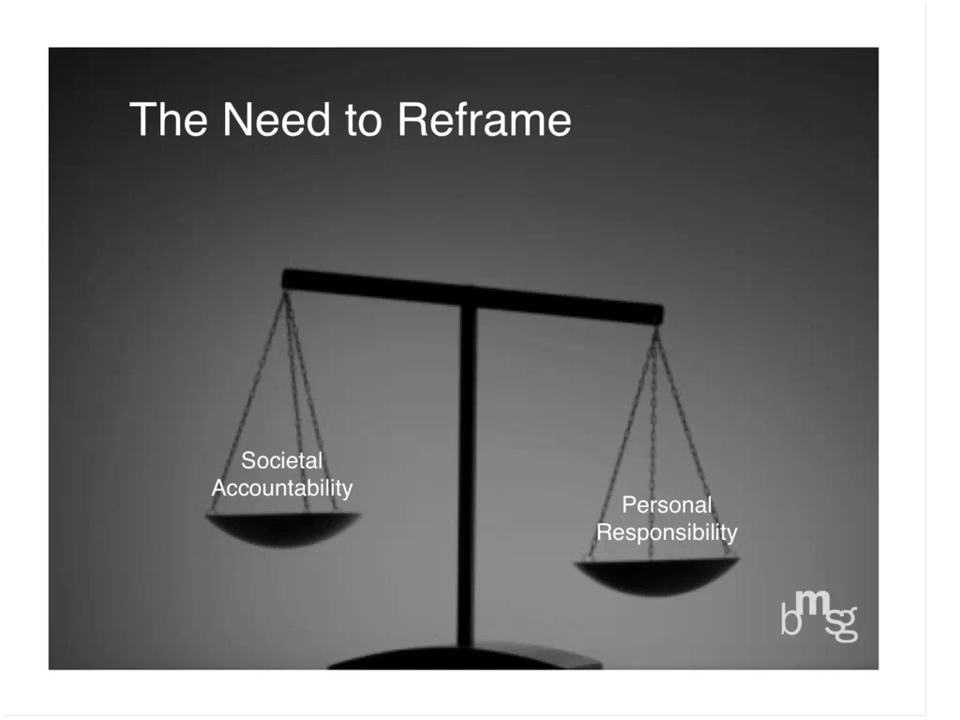 The Need to Reframe
Societal
Accountability
Personal
Responsibility
bmsg